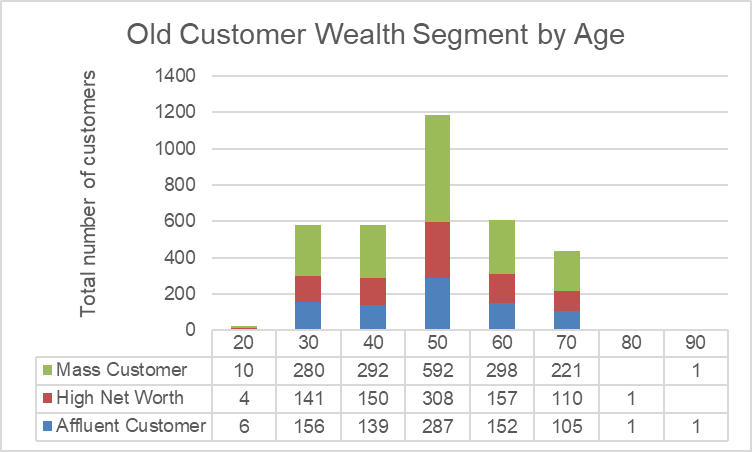 Old Customer Wealth Segment by Age
Total number of customers
1400
1200
1000
800
600
400
200
0
20 30 40 50 60 70 80 90
Mass Customer 10 280 292 592 298 221 1
High Net Worth 4 141 150 308 157 110 1
Affluent Customer 6 156 139 287 152 105 1 1